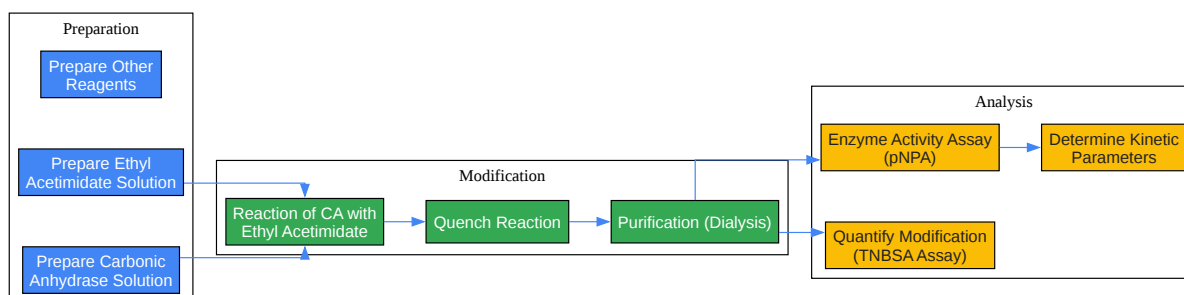 Preparation
Prepare Other
Reagents
Prepare Ethyl
Acetimidate Solution
Prepare Carbonic
Anhydrase Solution
Modification
Reaction of CA with
Ethyl Acetimidate
Quench Reaction
Purification (Dialysis)
Analysis
Enzyme Activity Assay
(pNPA)
Determine Kinetic
Parameters
Quantify Modification
(TNBSA Assay)